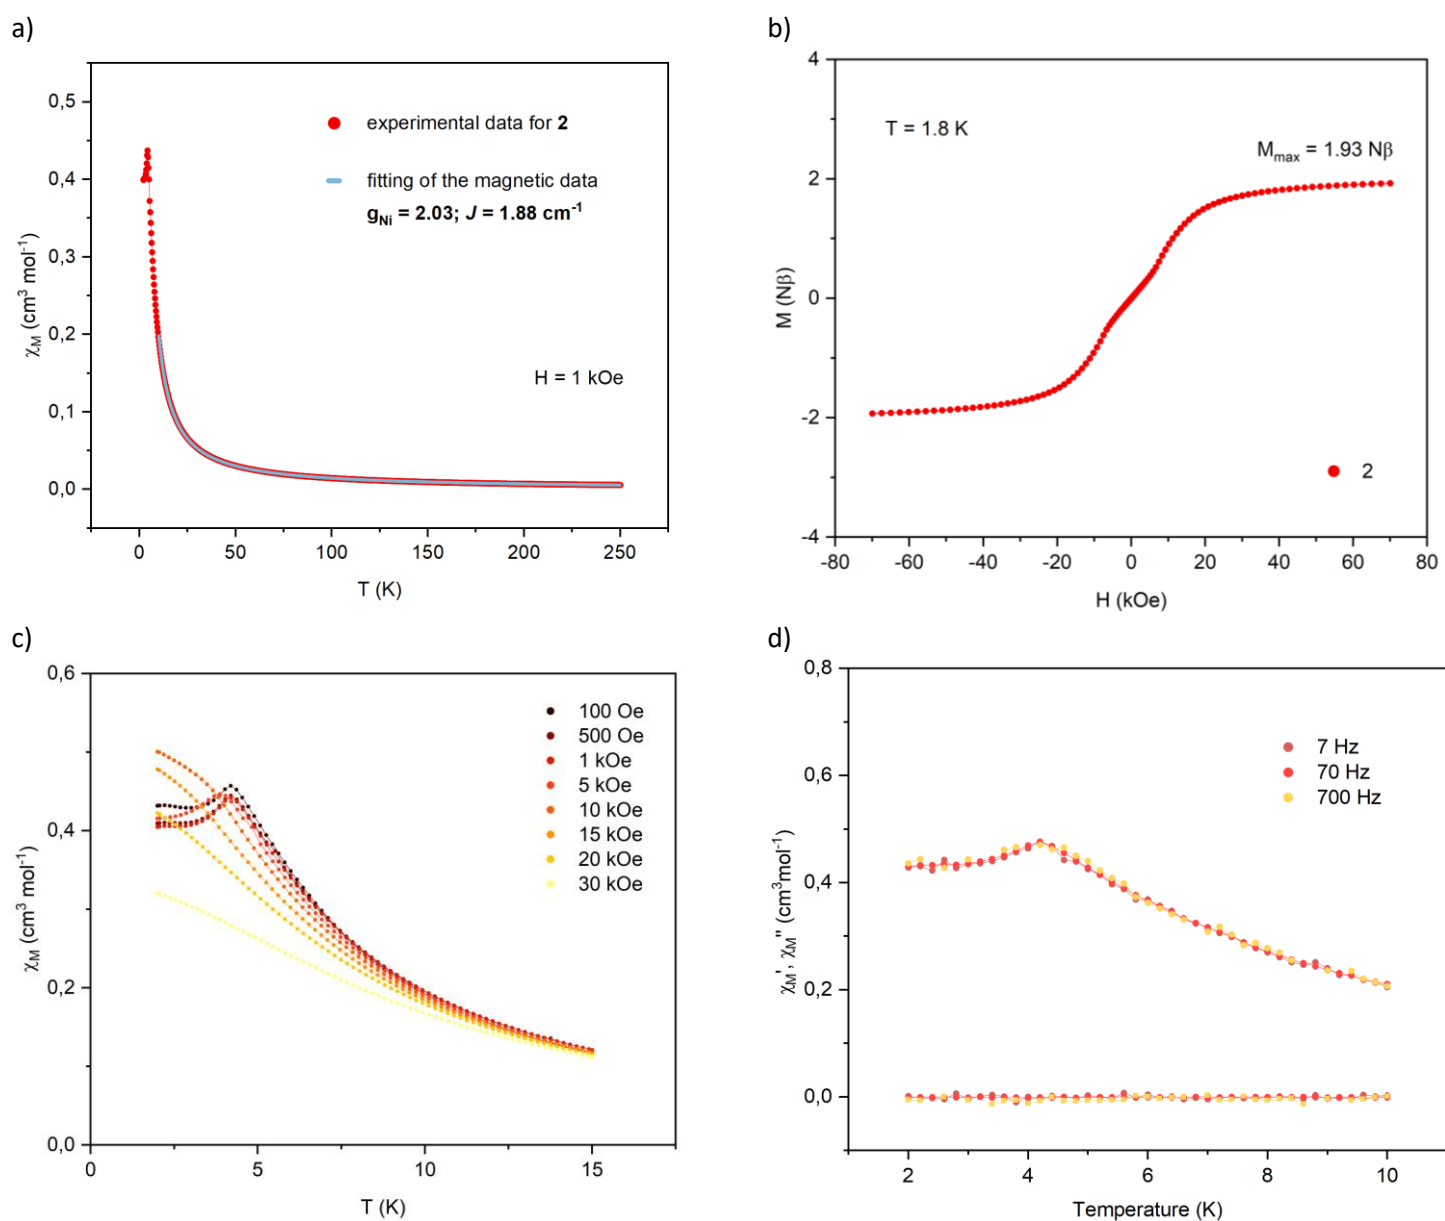 a)
0,5
0,4
0,3
0,2
0,1
0,0
χM (cm³ mol⁻¹)
experimental data for 2
fitting of the magnetic data
gNi = 2.03; J = 1.88 cm⁻¹
H = 1 kOe
0 50 100 150 200 250
T (K)
b)
4
2
0
-2
-4
M (Nβ)
T = 1.8 K
Mmax = 1.93 Nβ
2
-80 -60 -40 -20 0 20 40 60 80
H (kOe)
c)
0,6
0,4
0,2
0,0
χM (cm³ mol⁻¹)
100 Oe
500 Oe
1 kOe
5 kOe
10 kOe
15 kOe
20 kOe
30 kOe
0 5 10 15
T (K)
d)
0,8
0,6
0,4
0,2
0,0
χM', χM'' (cm³mol⁻¹)
7 Hz
70 Hz
700 Hz
2 4 6 8 10
Temperature (K)